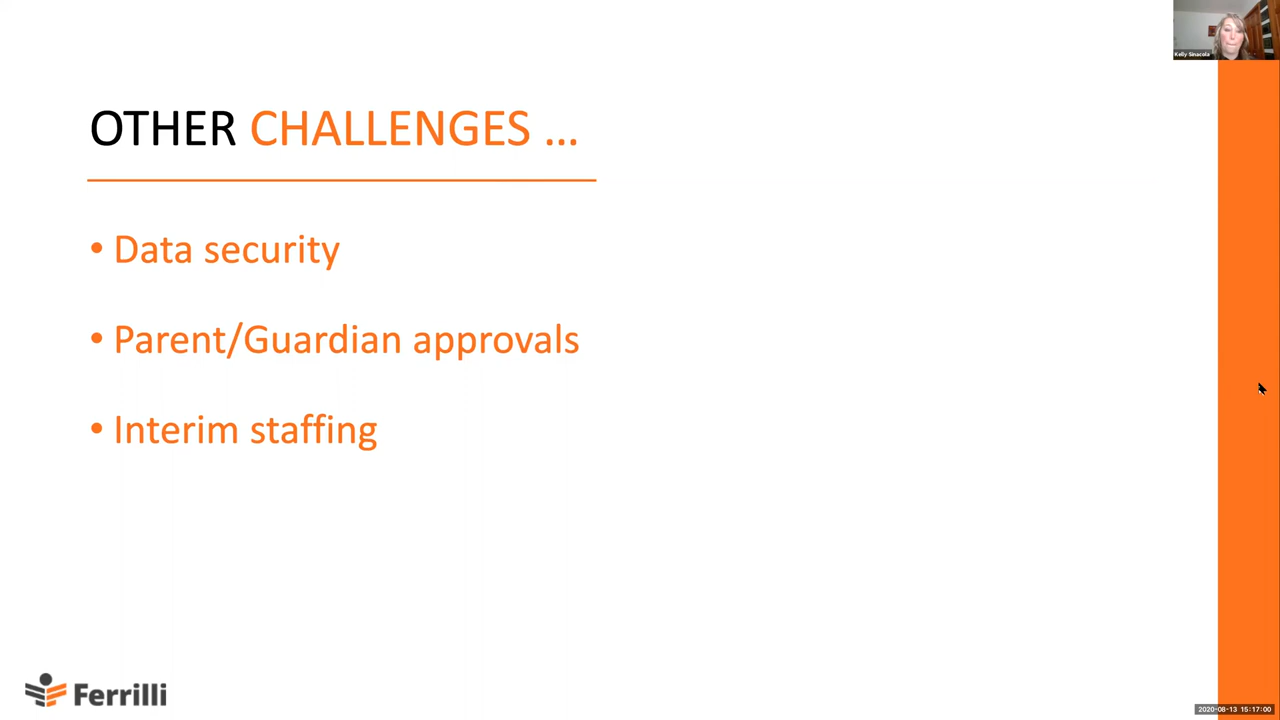 Kelly Sinacola
OTHER CHALLENGES ...
• Data security
• Parent/Guardian approvals
• Interim staffing
Ferrilli
2020-08-13 15:17:00